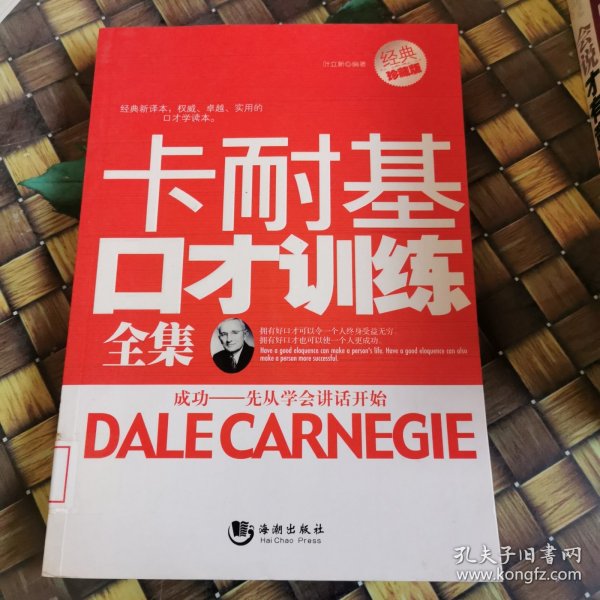 叶立新◎编著
经典
珍藏版
经典新译本，权威、卓越、实用的
口才学读本。
卡耐基
口才训练
全集
拥有好口才可以令一个人终身受益无穷，
拥有好口才也可以使一个人更成功。
Have a good eloquence can make a person's life. Have a good eloquence can also
make a person more successful.
成功——先从学会讲话开始
DALE CARNEGIE
海潮出版社
HaiChao Press
会说
才
孔夫子旧书网
www.kongfz.com